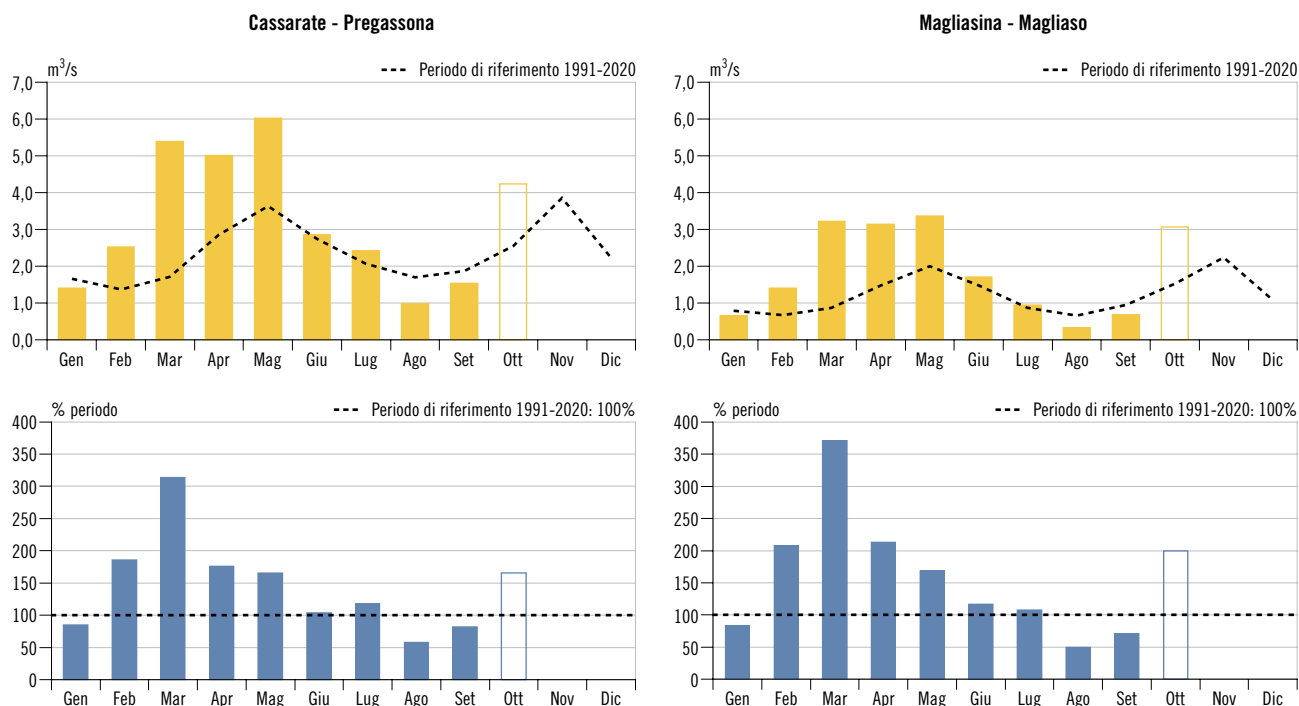 Cassarate - Pregassona
m³/s
Periodo di riferimento 1991-2020
7,0
6,0
5,0
4,0
3,0
2,0
1,0
0,0
Gen Feb Mar Apr Mag Giu Lug Ago Set Ott Nov Dic
% periodo
Periodo di riferimento 1991-2020: 100%
400
350
300
250
200
150
100
50
0
Gen Feb Mar Apr Mag Giu Lug Ago Set Ott Nov Dic
Magliasina - Magliaso
m³/s
Periodo di riferimento 1991-2020
7,0
6,0
5,0
4,0
3,0
2,0
1,0
0,0
Gen Feb Mar Apr Mag Giu Lug Ago Set Ott Nov Dic
% periodo
Periodo di riferimento 1991-2020: 100%
400
350
300
250
200
150
100
50
0
Gen Feb Mar Apr Mag Giu Lug Ago Set Ott Nov Dic